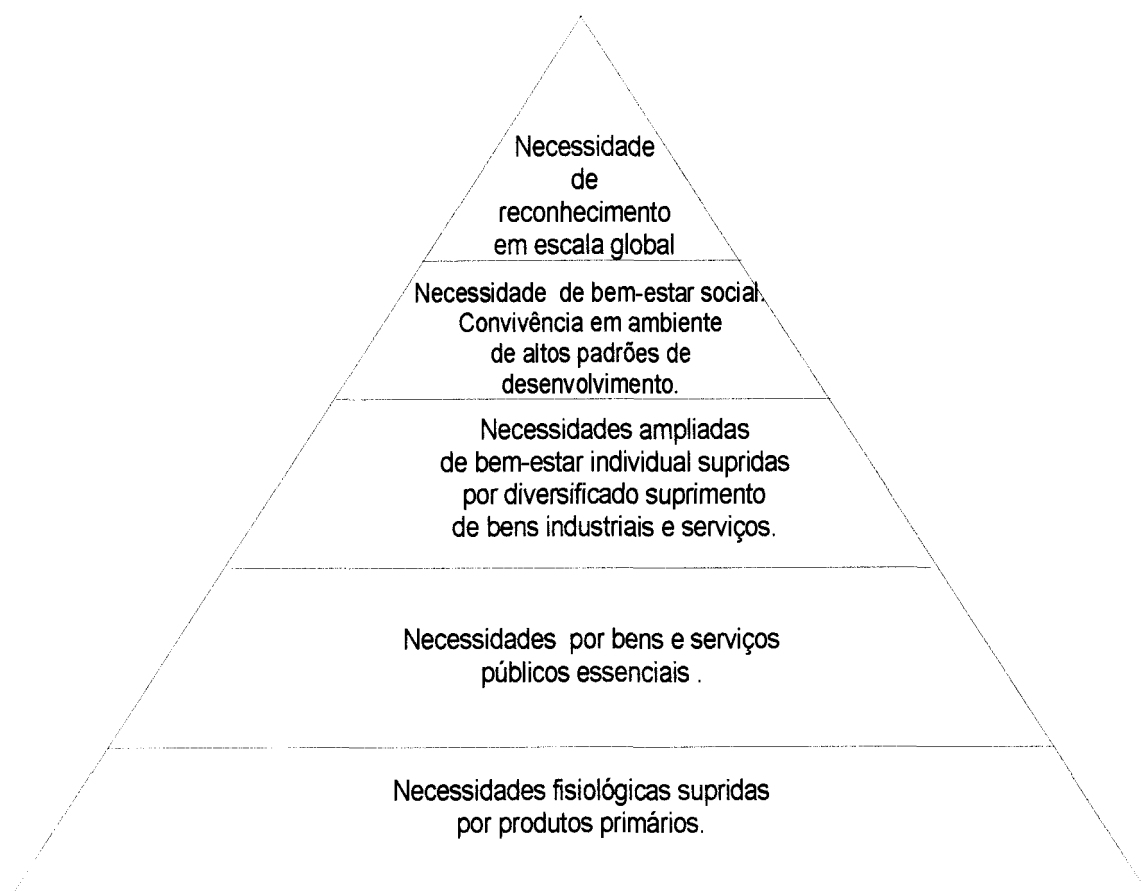 Necessidade
de
reconhecimento
em escala global
Necessidade de bem-estar social.
Convivência em ambiente
de altos padrões de
desenvolvimento.
Necessidades ampliadas
de bem-estar individual supridas
por diversificado suprimento
de bens industriais e serviços.
Necessidades por bens e serviços
públicos essenciais .
Necessidades fisiológicas supridas
por produtos primários.